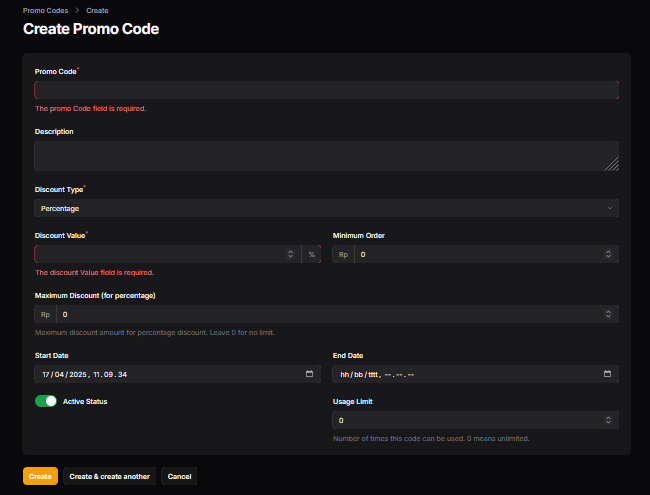 Promo Codes > Create
Create Promo Code
Promo Code*
The promo Code field is required.
Description
Discount Type*
Percentage
Discount Value*
Minimum Order
%
Rp 0
The discount Value field is required.
Maximum Discount (for percentage)
Rp 0
Maximum discount amount for percentage discount. Leave 0 for no limit.
Start Date
End Date
17/04/2025, 11.09.34
hh/bb/tttt, --.--.--
Active Status
Usage Limit
0
Number of times this code can be used. 0 means unlimited.
Create
Create & create another
Cancel